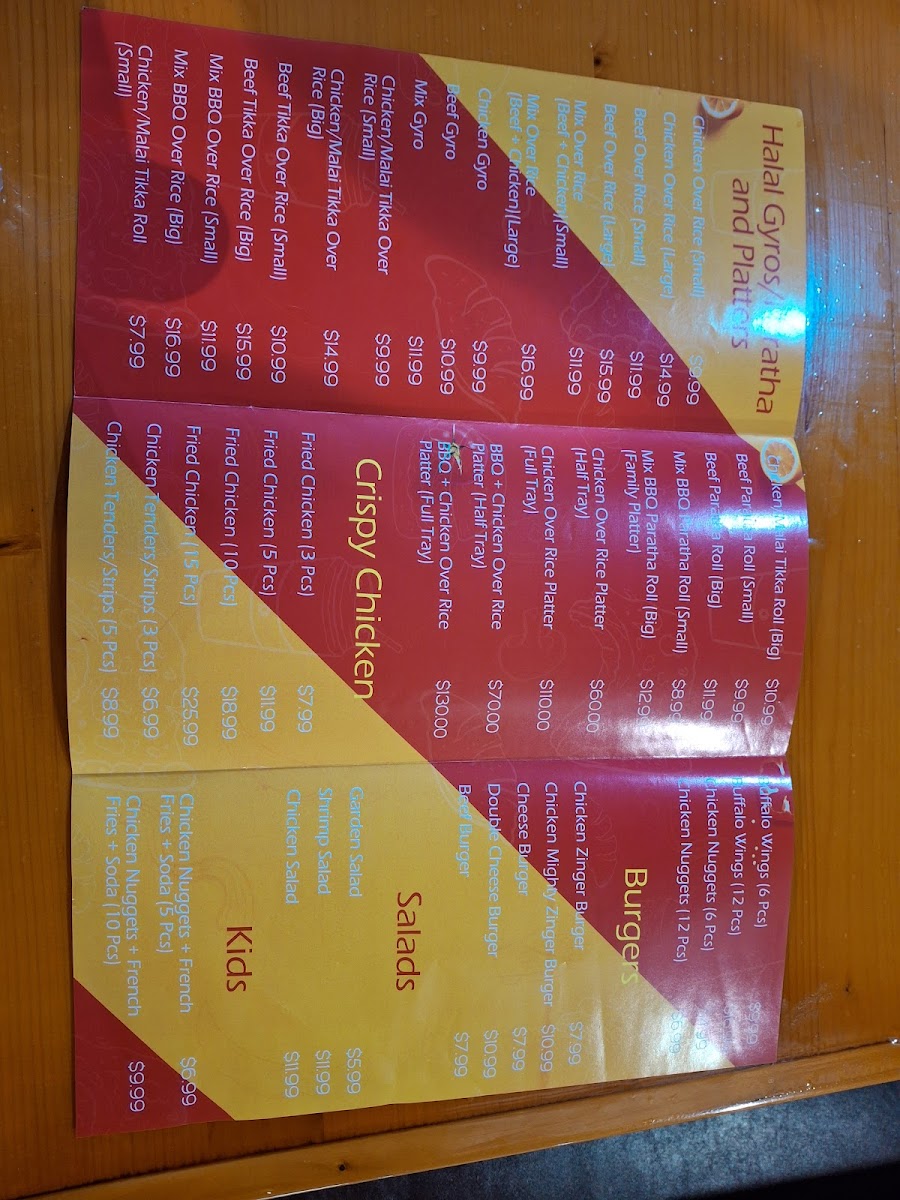 Halal Gyros/Paratha
and Platters
Chicken Over Rice (Small) $9.99
Chicken Over Rice (Large) $14.99
Beef Over Rice (Small) $11.99
Beef Over Rice (Large) $15.99
Mix Over Rice
(Beef + Chicken)(Small) $11.99
Mix Over Rice
(Beef + Chicken)(Large) $16.99
Chicken Gyro $9.99
Beef Gyro $10.99
Mix Gyro $11.99
Chicken/Malai Tikka Over
Rice (Small) $9.99
Chicken/Malai Tikka Over
Rice (Big) $14.99
Beef Tikka Over Rice (Small) $10.99
Beef Tikka Over Rice (Big) $15.99
Mix BBQ Over Rice (Small) $11.99
Mix BBQ Over Rice (Big) $16.99
Chicken/Malai Tikka Roll
(Small) $7.99
Chicken/Malai Tikka Roll (Big) $10.99
Beef Paratha Roll (Small) $9.99
Beef Paratha Roll (Big) $11.99
Mix BBQ Paratha Roll (Small) $8.99
Mix BBQ Paratha Roll (Big) $12.99
(Family Platter)
Chicken Over Rice Platter
(Half Tray) $60.00
Chicken Over Rice Platter
(Full Tray) $110.00
BBQ + Chicken Over Rice
Platter (Half Tray) $70.00
BBQ + Chicken Over Rice
Platter (Full Tray) $130.00
Crispy Chicken
Fried Chicken (3 Pcs) $7.99
Fried Chicken (5 Pcs) $11.99
Fried Chicken (10 Pcs) $18.99
Fried Chicken (15 Pcs) $25.99
Chicken Tenders/Strips (3 Pcs) $6.99
Chicken Tenders/Strips (5 Pcs) $8.99
Buffalo Wings (6 Pcs) $9.99
Buffalo Wings (12 Pcs)
Chicken Nuggets (6 Pcs)
Chicken Nuggets (12 Pcs) $6.99
Burgers
Chicken Zinger Burger $7.99
Chicken Mighty Zinger Burger $10.99
Cheese Burger $7.99
Double Cheese Burger $10.99
Beef Burger $7.99
Salads
Garden Salad $5.99
Shrimp Salad $11.99
Chicken Salad $11.99
Kids
Chicken Nuggets + French
Fries + Soda (5 Pcs) $6.99
Chicken Nuggets + French
Fries + Soda (10 Pcs) $9.99